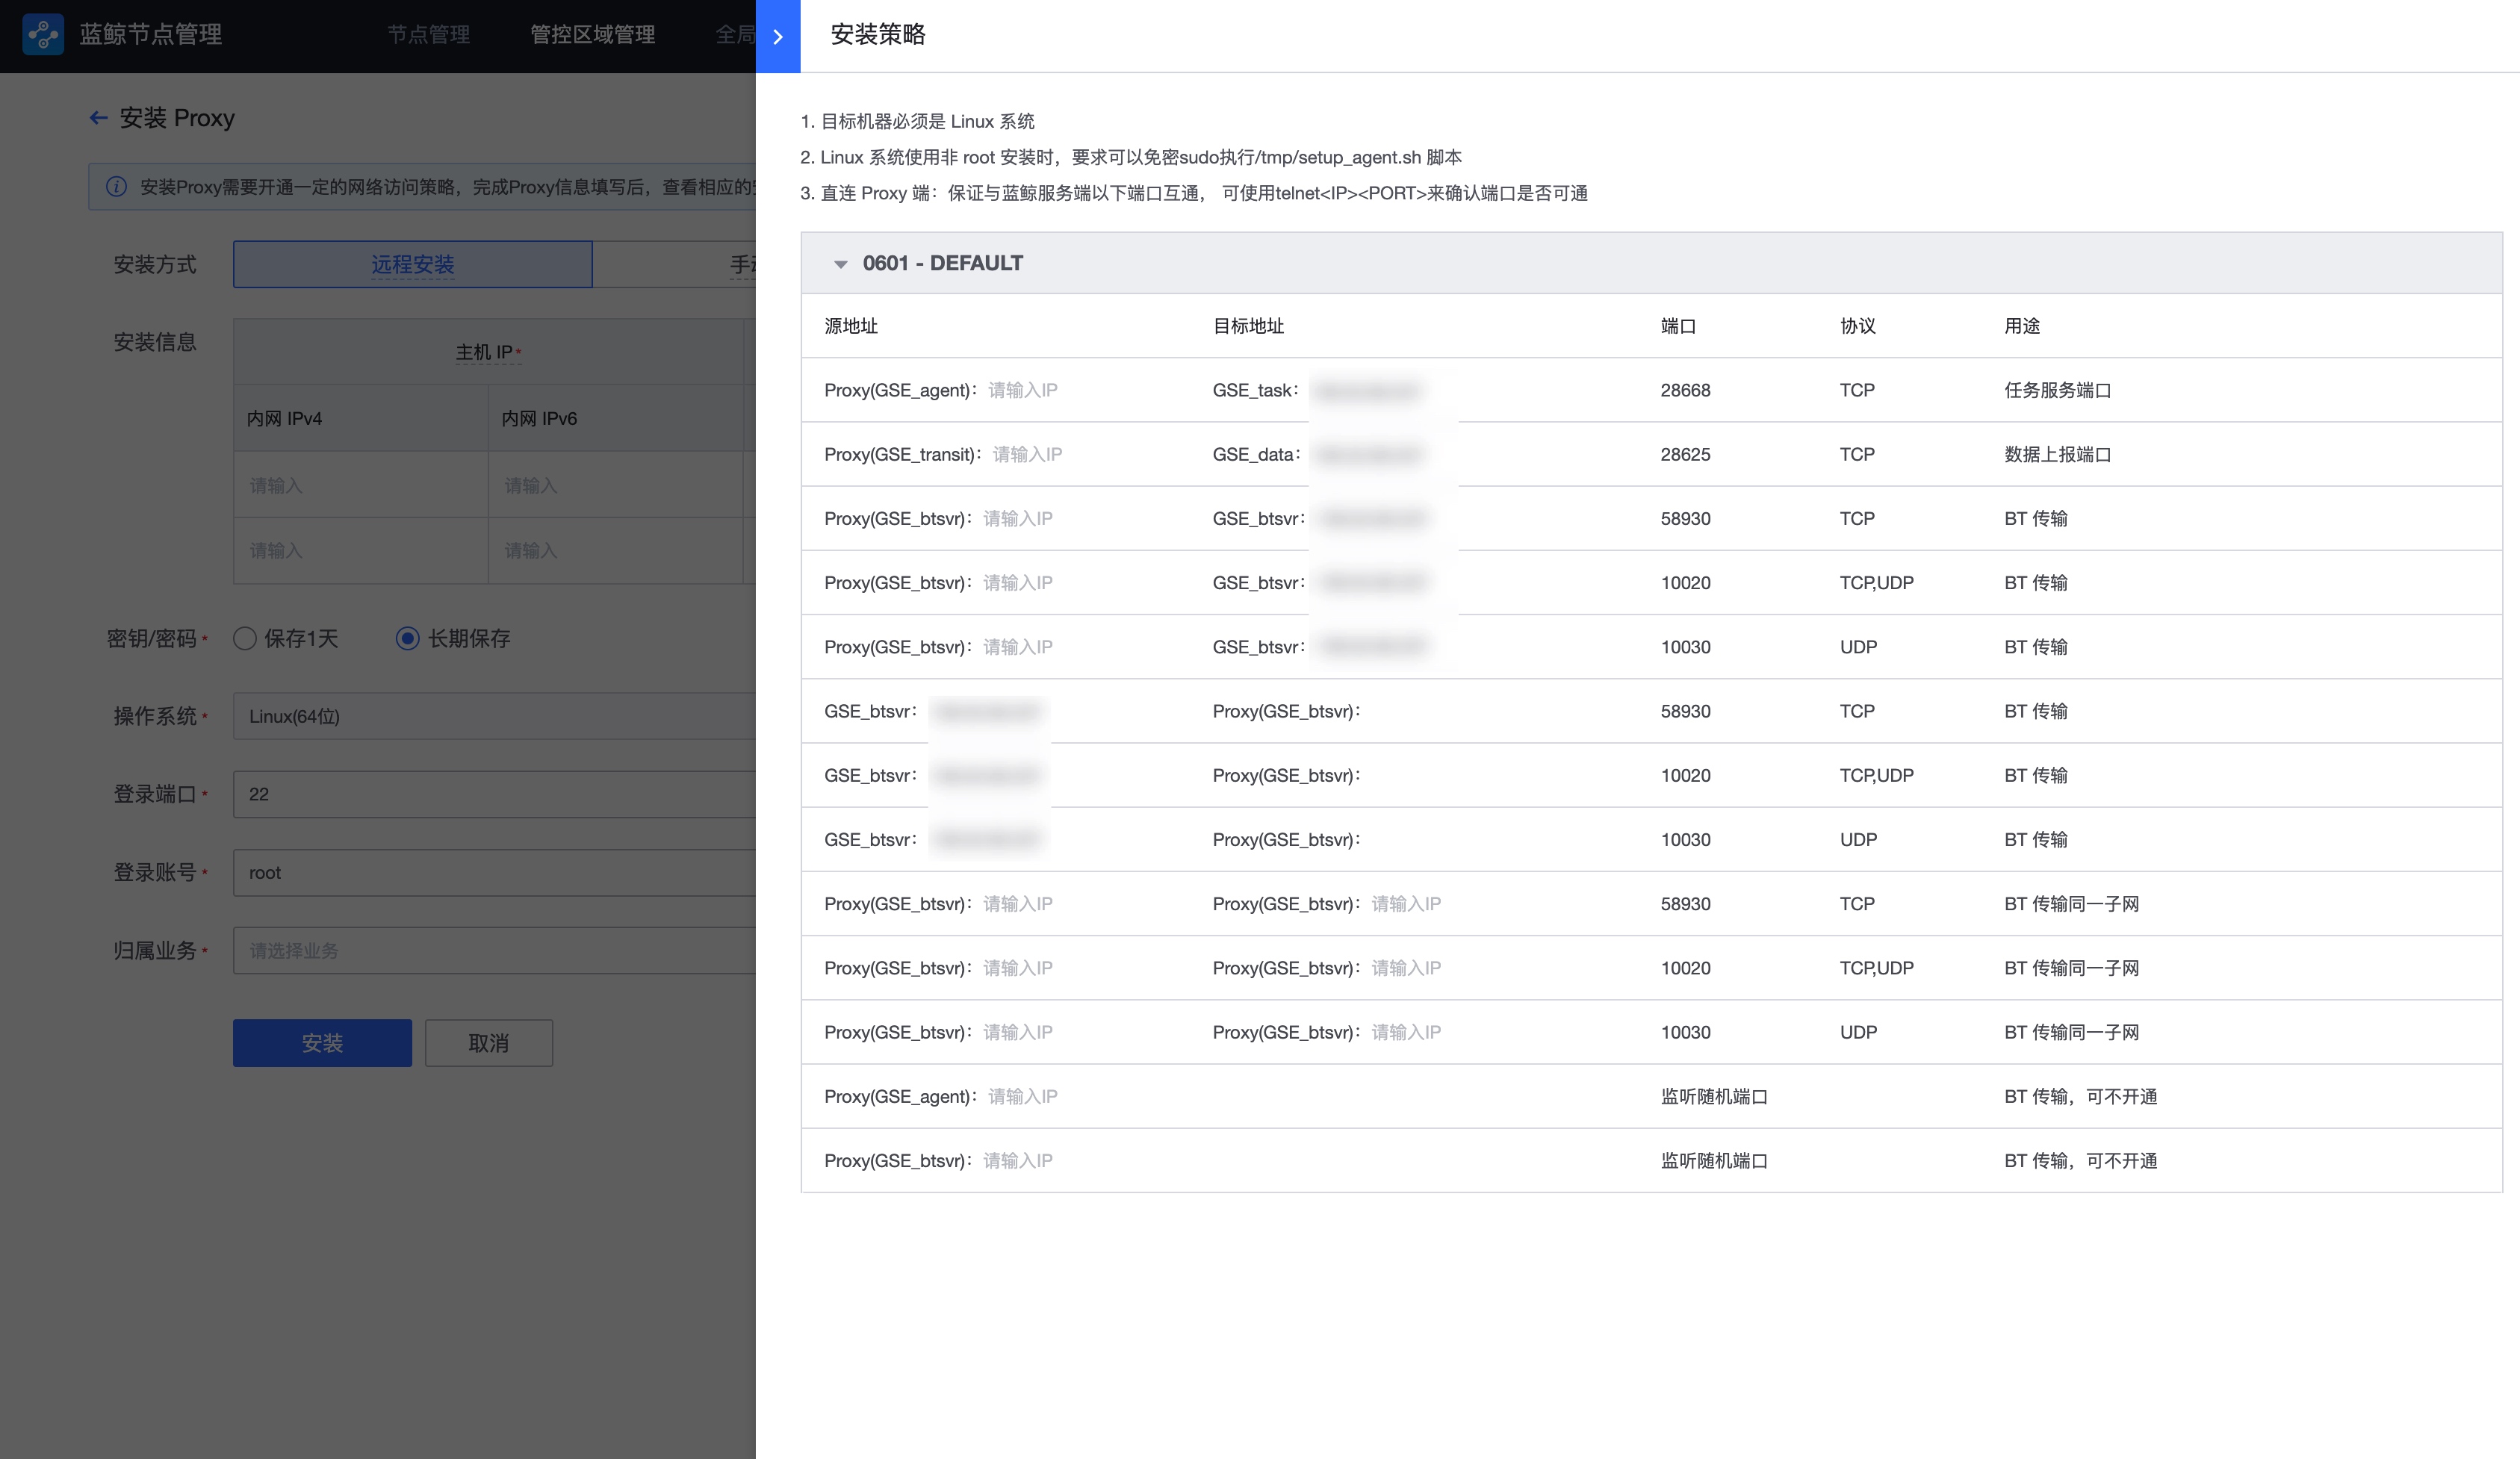 蓝鲸节点管理
节点管理
管控区域管理
全局
安装 Proxy
安装Proxy需要开通一定的网络访问策略，完成Proxy信息填写后，查看相应的
安装方式
远程安装
安装信息
主机 IP*
内网 IPv4 内网 IPv6
请输入 请输入
请输入 请输入
密钥/密码* 保存1天 长期保存
操作系统* Linux(64位)
登录端口* 22
登录账号* root
归属业务* 请选择业务
安装 取消
安装策略
1. 目标机器必须是 Linux 系统
2. Linux 系统使用非 root 安装时，要求可以免密sudo执行/tmp/setup_agent.sh 脚本
3. 直连 Proxy 端：保证与蓝鲸服务端以下端口互通， 可使用telnet<IP><PORT>来确认端口是否可通
0601 - DEFAULT
源地址 目标地址 端口 协议 用途
Proxy(GSE_agent)：请输入IP GSE_task： 28668 TCP 任务服务端口
Proxy(GSE_transit)：请输入IP GSE_data： 28625 TCP 数据上报端口
Proxy(GSE_btsvr)：请输入IP GSE_btsvr： 58930 TCP BT 传输
Proxy(GSE_btsvr)：请输入IP GSE_btsvr： 10020 TCP,UDP BT 传输
Proxy(GSE_btsvr)：请输入IP GSE_btsvr： 10030 UDP BT 传输
GSE_btsvr： Proxy(GSE_btsvr)： 58930 TCP BT 传输
GSE_btsvr： Proxy(GSE_btsvr)： 10020 TCP,UDP BT 传输
GSE_btsvr： Proxy(GSE_btsvr)： 10030 UDP BT 传输
Proxy(GSE_btsvr)：请输入IP Proxy(GSE_btsvr)：请输入IP 58930 TCP BT 传输同一子网
Proxy(GSE_btsvr)：请输入IP Proxy(GSE_btsvr)：请输入IP 10020 TCP,UDP BT 传输同一子网
Proxy(GSE_btsvr)：请输入IP Proxy(GSE_btsvr)：请输入IP 10030 UDP BT 传输同一子网
Proxy(GSE_agent)：请输入IP 监听随机端口 BT 传输，可不开通
Proxy(GSE_btsvr)：请输入IP 监听随机端口 BT 传输，可不开通